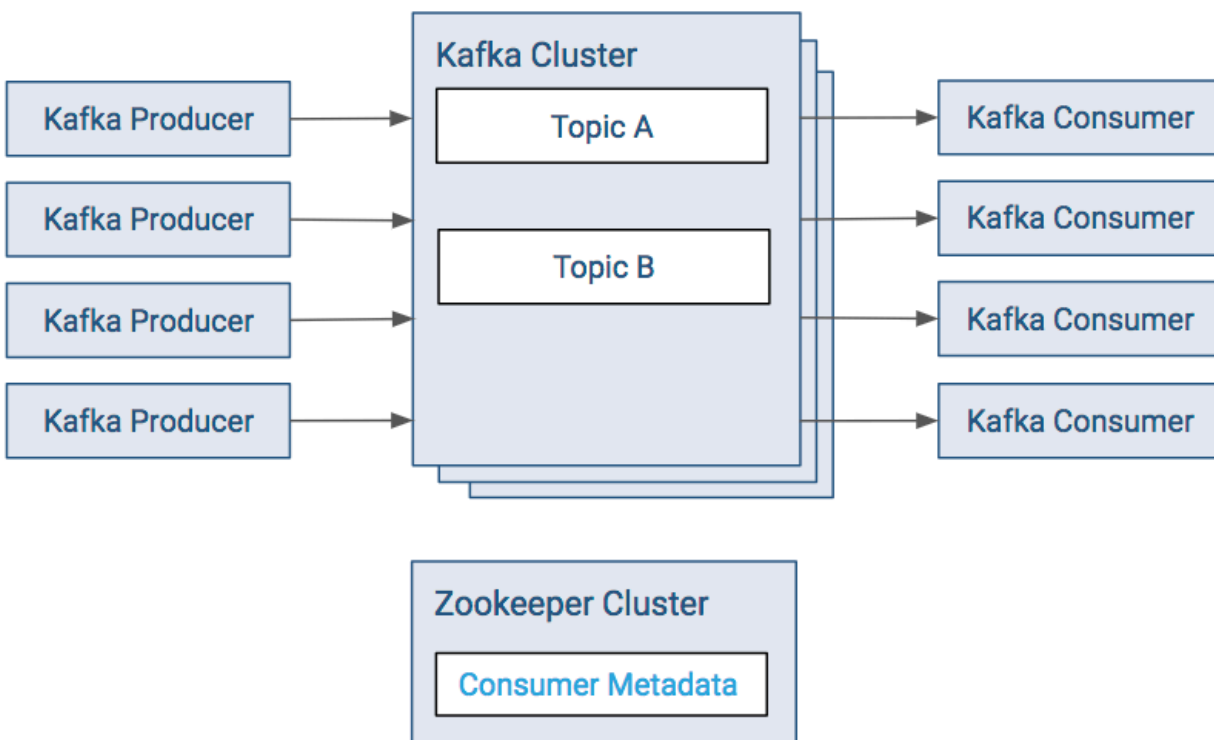 Kafka Cluster
Topic A
Topic B
Kafka Producer
Kafka Producer
Kafka Producer
Kafka Producer
Kafka Consumer
Kafka Consumer
Kafka Consumer
Kafka Consumer
Zookeeper Cluster
Consumer Metadata